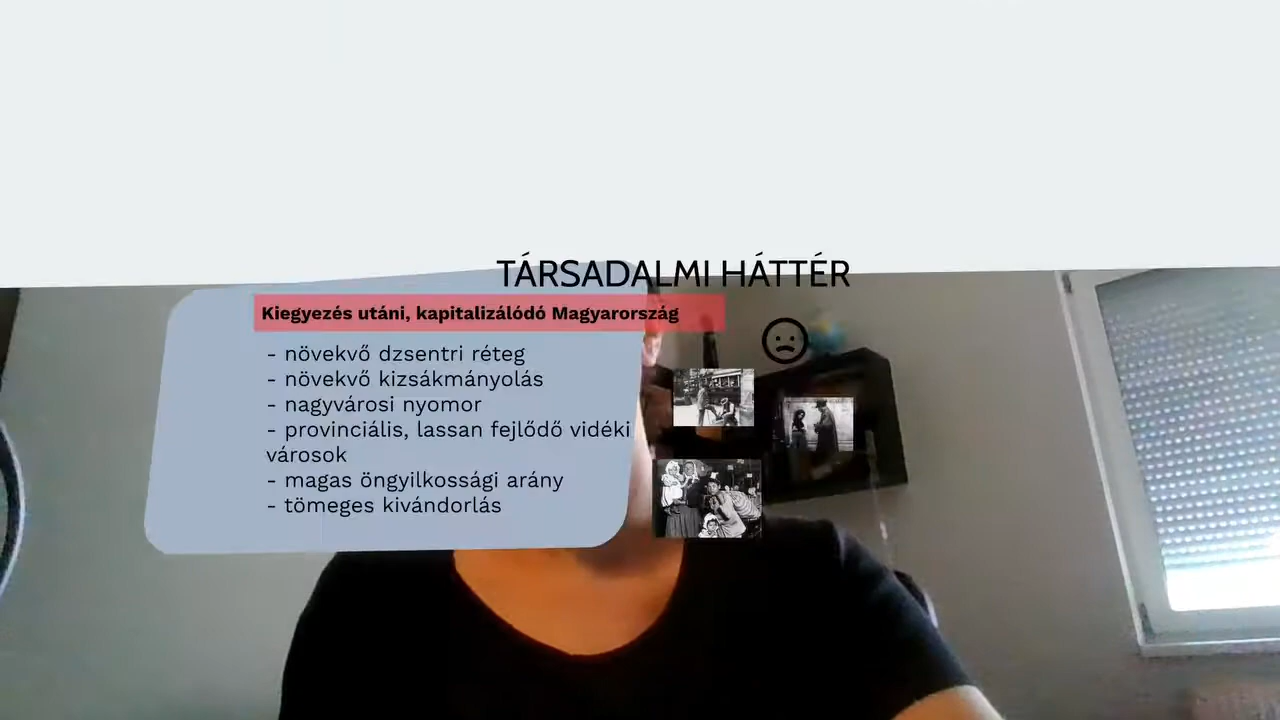 TÁRSADALMI HÁTTÉR
Kiegyezés utáni, kapitalizálódó Magyarország
- növekvő dzsentri réteg
- növekvő kizsákmányolás
- nagyvárosi nyomor
- provinciális, lassan fejlődő vidéki
városok
- magas öngyilkossági arány
- tömeges kivándorlás